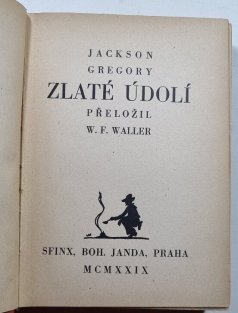 JACKSON
GREGORY
ZLATÉ ÚDOLÍ
PŘELOŽIL
W. F. WALLER
SFINX, BOH. JANDA, PRAHA
MCMXXIX